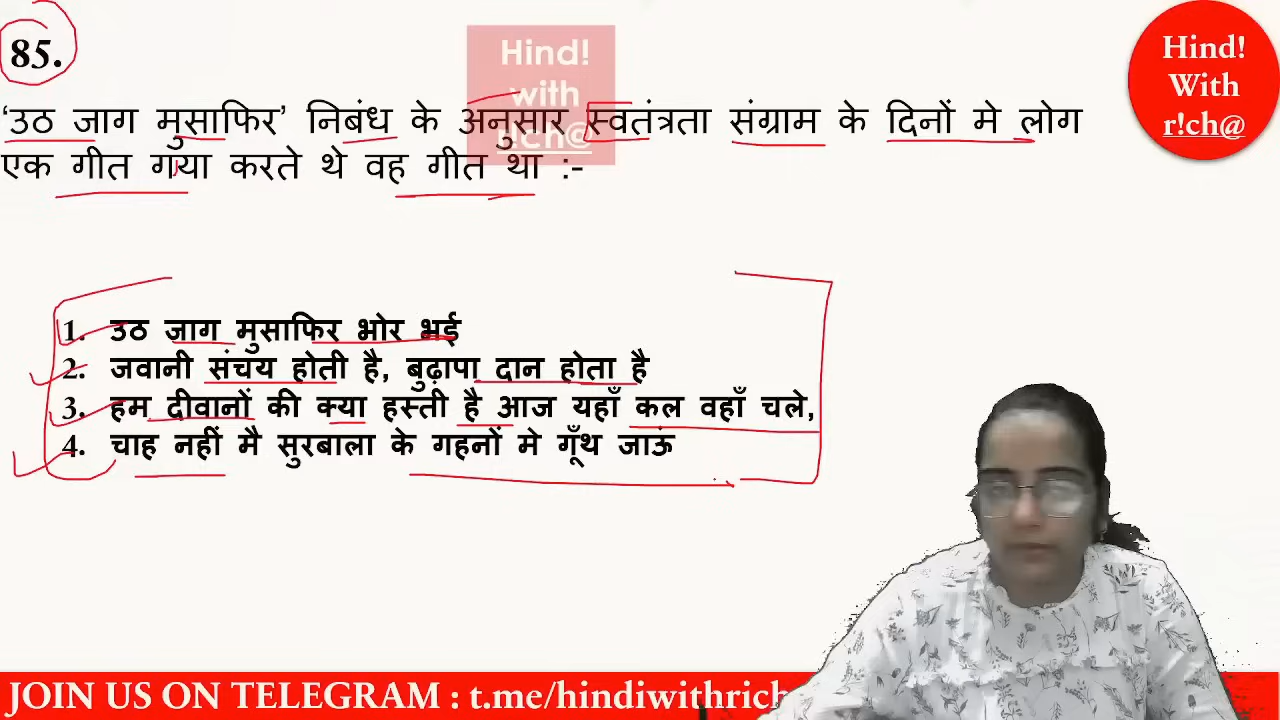 85.
Hind!
with
r!ch@
Hind!
With
r!ch@
‘उठ जाग मुसाफिर’ निबंध के अनुसार स्वतंत्रता संग्राम के दिनों मे लोग
एक गीत गया करते थे वह गीत था :-
1. उठ जाग मुसाफिर भोर भई
2. जवानी संचय होती है, बुढ़ापा दान होता है
3. हम दीवानों की क्या हस्ती है आज यहाँ कल वहाँ चले,
4. चाह नहीं मै सुरबाला के गहनों मे गूँथ जाऊं
JOIN US ON TELEGRAM : t.me/hindiwithrich